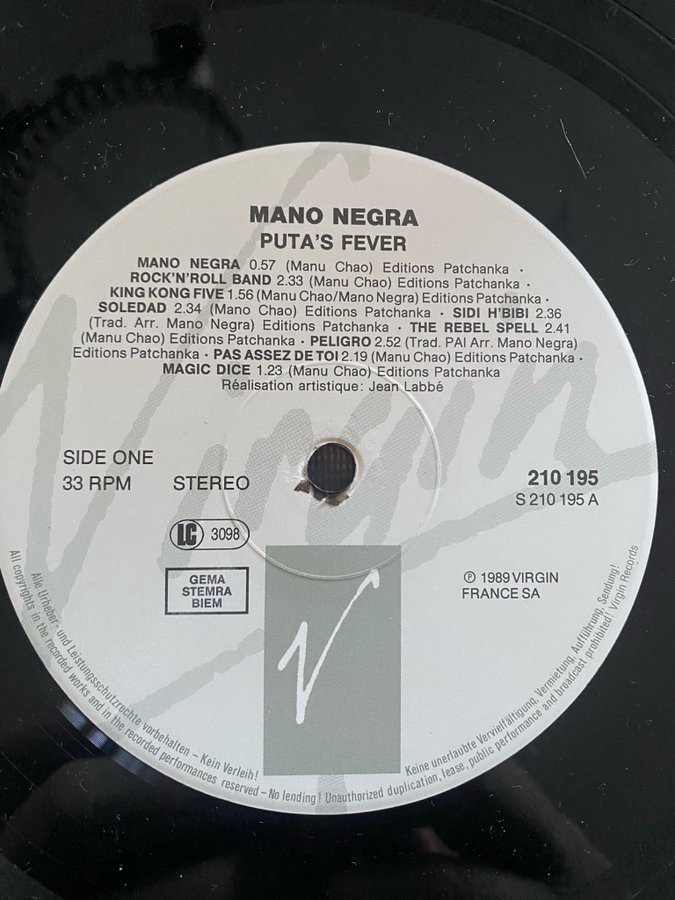 MANO NEGRA
PUTA'S FEVER
MANO NEGRA 0.57 (Manu Chao) Editions Patchanka ·
ROCK'N'ROLL BAND 2.33 (Manu Chao) Editions Patchanka ·
KING KONG FIVE 1.56 (Manu Chao/Mano Negra) Editions Patchanka ·
SOLEDAD 2.34 (Mano Chao) Editions Patchanka · SIDI H'BIBI 2.36
(Trad. Arr. Mano Negra) Editions Patchanka · THE REBEL SPELL 2.41
(Manu Chao) Editions Patchanka · PELIGRO 2.52 (Trad. PAI Arr. Mano Negra)
Editions Patchanka · PAS ASSEZ DE TOI 2.19 (Manu Chao) Editions Patchanka ·
MAGIC DICE 1.23 (Manu Chao) Editions Patchanka
Réalisation artistique: Jean Labbé
Virgin
SIDE ONE
33 RPM STEREO
210 195
S 210 195 A
LC 3098
GEMA
STEMRA
BIEM
℗ 1989 VIRGIN
FRANCE SA
V
Alle Urheber- und Leistungsschutzrechte vorbehalten – Kein Verleih! Keine unerlaubte Vervielfältigung, Vermietung, Aufführung, Sendung!
All copyrights in the recorded works and in the recorded performances reserved – No lending! Unauthorized duplication, lease, public performance and broadcast prohibited! Virgin Records